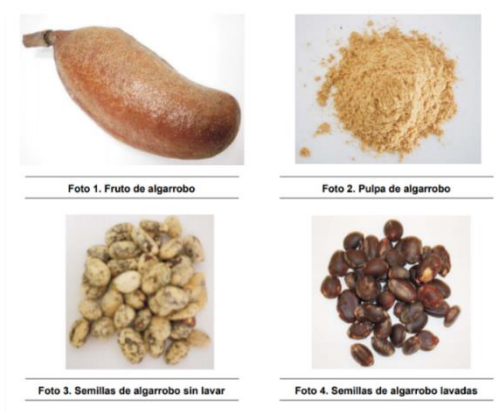 Foto 1. Fruto de algarrobo
Foto 2. Pulpa de algarrobo
Foto 3. Semillas de algarrobo sin lavar
Foto 4. Semillas de algarrobo lavadas